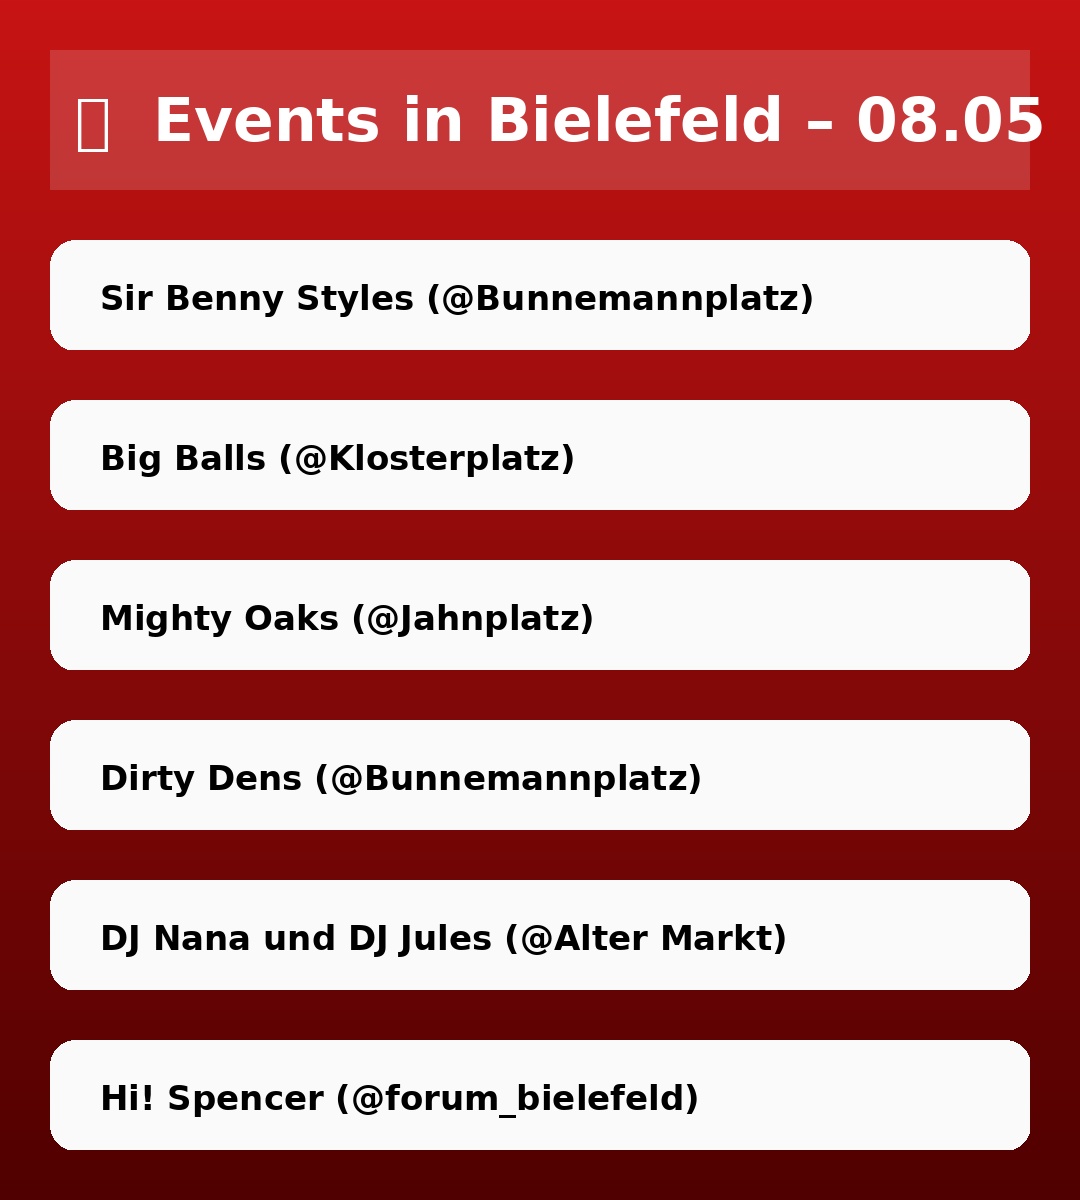 Events in Bielefeld – 08.05
Sir Benny Styles (@Bunnemannplatz)
Big Balls (@Klosterplatz)
Mighty Oaks (@Jahnplatz)
Dirty Dens (@Bunnemannplatz)
DJ Nana und DJ Jules (@Alter Markt)
Hi! Spencer (@forum_bielefeld)